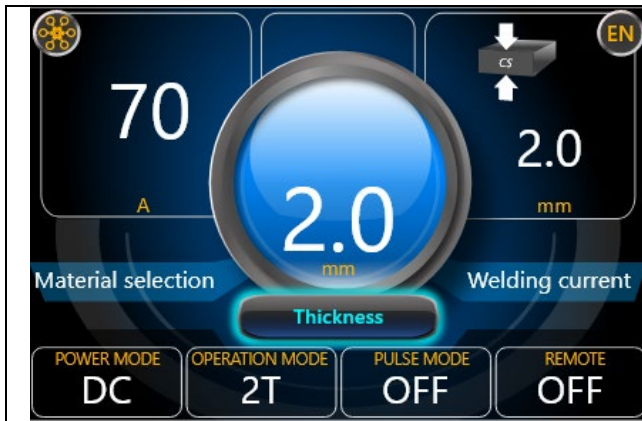 EN
CS
70
A
2.0
mm
2.0
mm
Material selection
Thickness
Welding current
POWER MODE
DC
OPERATION MODE
2T
PULSE MODE
OFF
REMOTE
OFF